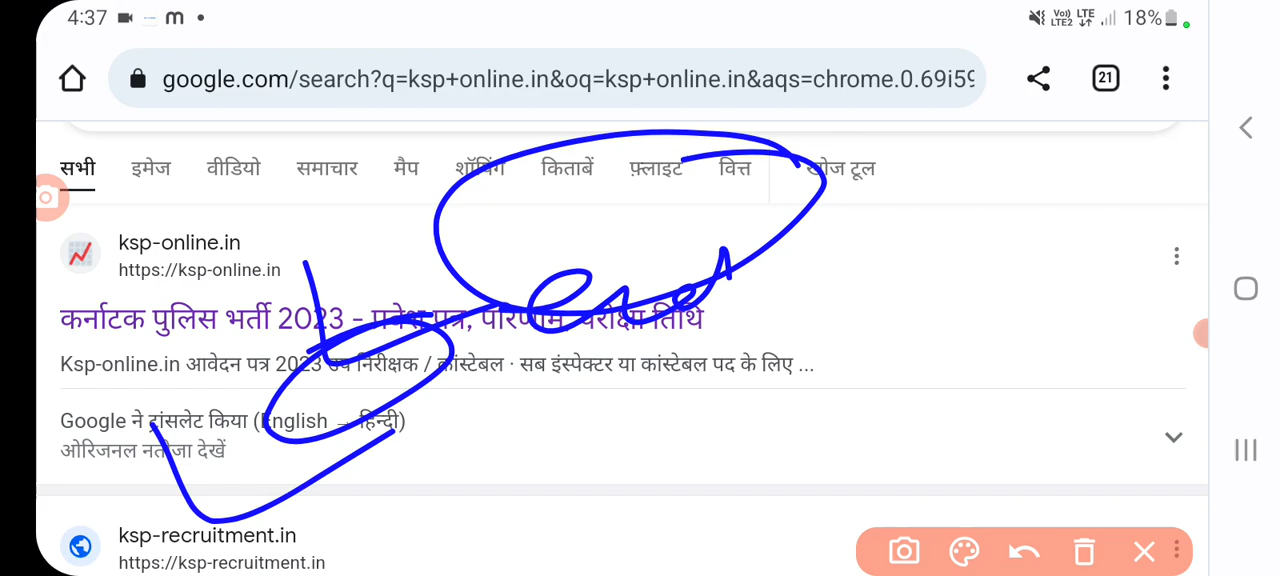 4:37 m Vo)) LTE2 LTE 18%
google.com/search?q=ksp+online.in&oq=ksp+online.in&aqs=chrome.0.69i59 21
सभी इमेज वीडियो समाचार मैप शॉपिंग किताबें फ़्लाइट वित्त खोज टूल
ksp-online.in
https://ksp-online.in
कर्नाटक पुलिस भर्ती 2023 - प्रवेश पत्र, परिणाम, परीक्षा तिथि
Ksp-online.in आवेदन पत्र 2023 उप निरीक्षक / कांस्टेबल · सब इंस्पेक्टर या कांस्टेबल पद के लिए ...
Google ने ट्रांसलेट किया (English → हिन्दी)
ओरिजनल नतीजा देखें
ksp-recruitment.in
https://ksp-recruitment.in